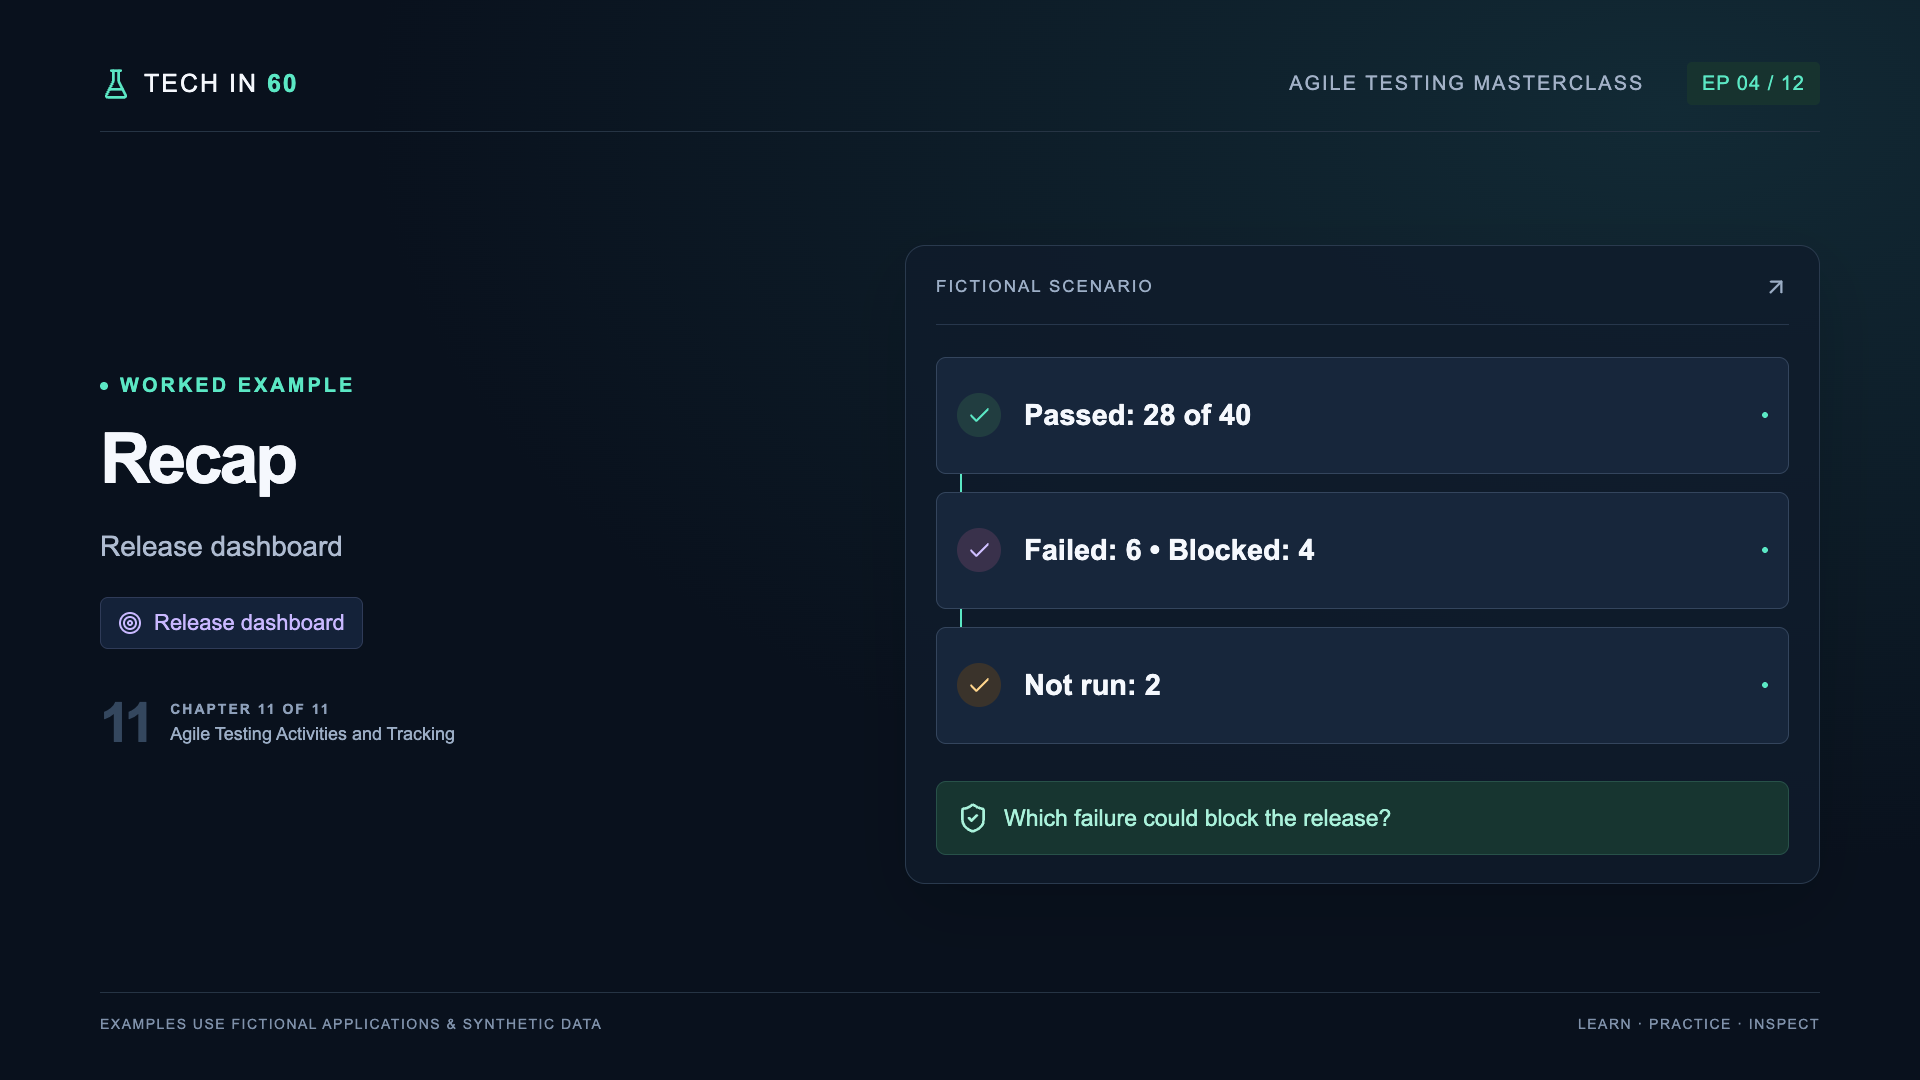 TECH IN 60
AGILE TESTING MASTERCLASS
EP 04 / 12
WORKED EXAMPLE
Recap
Release dashboard
Release dashboard
11
CHAPTER 11 OF 11
Agile Testing Activities and Tracking
FICTIONAL SCENARIO
Passed: 28 of 40
Failed: 6 • Blocked: 4
Not run: 2
Which failure could block the release?
EXAMPLES USE FICTIONAL APPLICATIONS & SYNTHETIC DATA
LEARN · PRACTICE · INSPECT